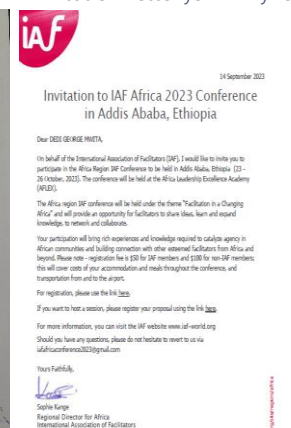 iaf
14 September 2023
Invitation to IAF Africa 2023 Conference
in Addis Ababa, Ethiopia
Dear DEDI GEORGE MWITA,
On behalf of the International Association of Facilitators (IAF), I would like to invite you to
participate in the Africa Region IAF Conference to be held in Addis Ababa, Ethiopia (23 -
26 October, 2023). The conference will be held at the Africa Leadership Excellence Academy
(AFLEX).
The Africa region IAF conference will be held under the theme "Facilitation in a Changing
Africa" and will provide an opportunity for facilitators to share ideas, learn and expand
knowledge, to network and collaborate.
Your participation will bring rich experiences and knowledge required to catalyze agency in
African communities and building connection with other esteemed facilitators from Africa and
beyond. Please note - registration fee is $50 for IAF members and $100 for non-IAF members;
this will cover costs of your accommodation and meals throughout the conference, and
transportation from and to the airport.
For registration, please use the link here.
If you want to host a session, please register your proposal using the link here.
For more information, you can visit the IAF website www.iaf-world.org
Should you have any questions, please do not hesitate to revert to us via
iafafricaconference2023@gmail.com
Yours Faithfully,
Sophie Kange
Regional Director for Africa
International Association of Facilitators